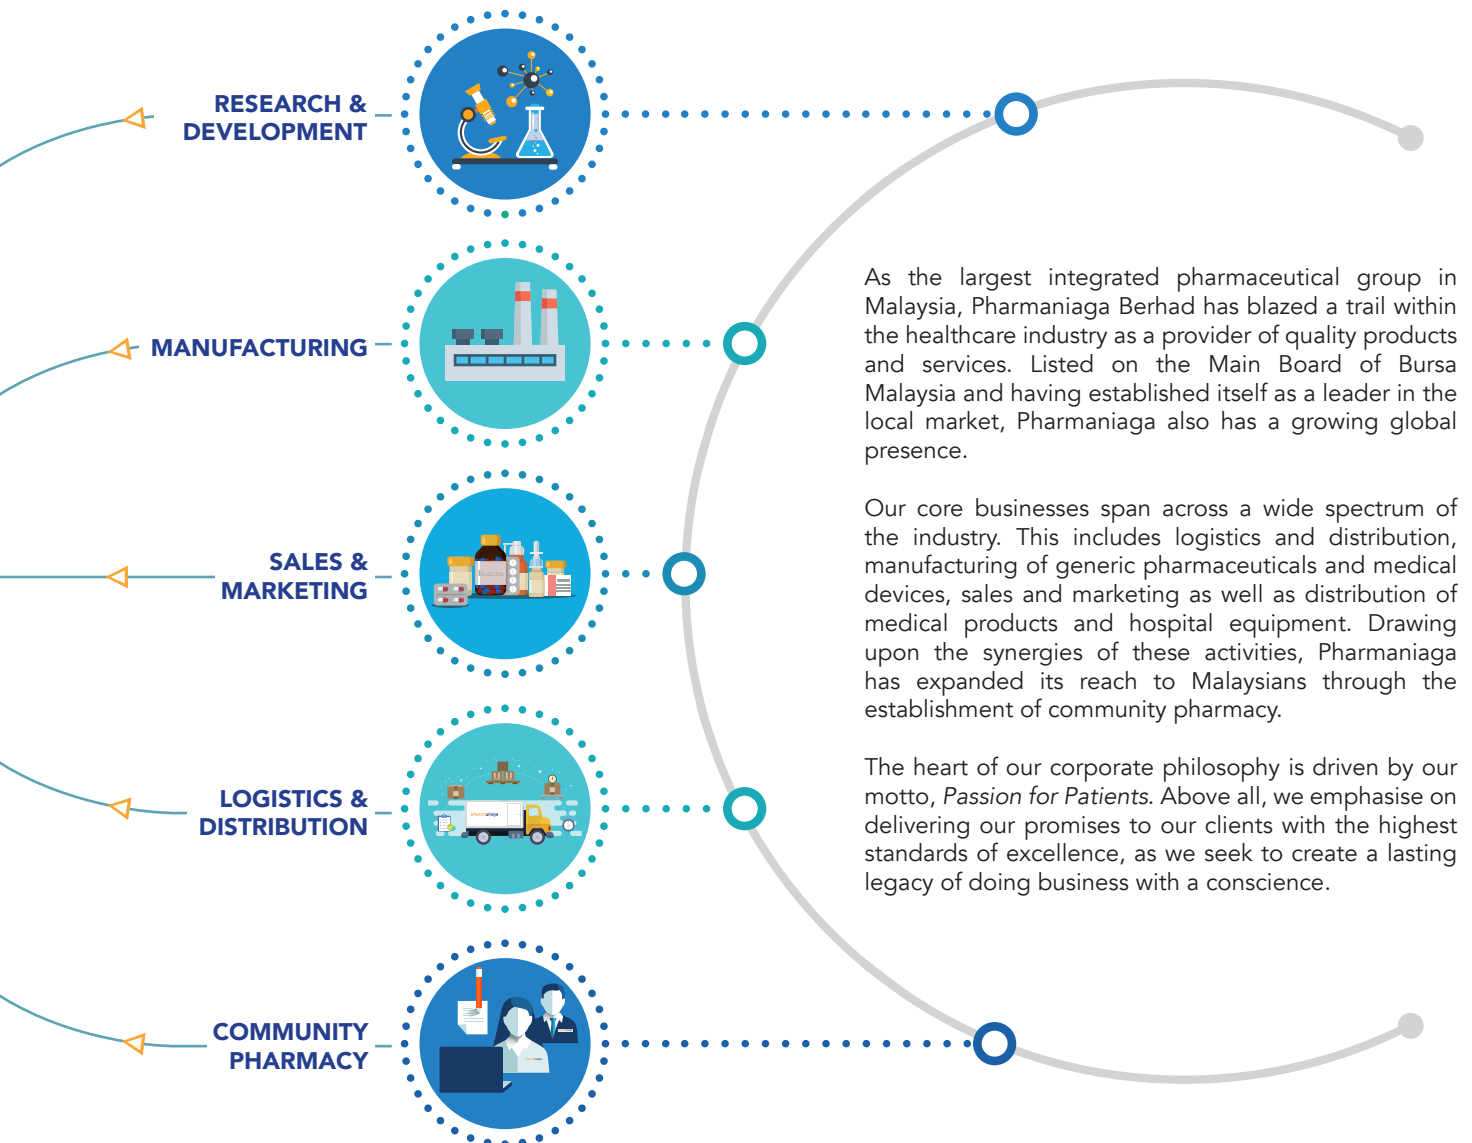 RESEARCH &
DEVELOPMENT
MANUFACTURING
SALES &
MARKETING
Medicine
LOGISTICS &
DISTRIBUTION
pharmaniaga
COMMUNITY
PHARMACY
As the largest integrated pharmaceutical group in
Malaysia, Pharmaniaga Berhad has blazed a trail within
the healthcare industry as a provider of quality products
and services. Listed on the Main Board of Bursa
Malaysia and having established itself as a leader in the
local market, Pharmaniaga also has a growing global
presence.
Our core businesses span across a wide spectrum of
the industry. This includes logistics and distribution,
manufacturing of generic pharmaceuticals and medical
devices, sales and marketing as well as distribution of
medical products and hospital equipment. Drawing
upon the synergies of these activities, Pharmaniaga
has expanded its reach to Malaysians through the
establishment of community pharmacy.
The heart of our corporate philosophy is driven by our
motto, Passion for Patients. Above all, we emphasise on
delivering our promises to our clients with the highest
standards of excellence, as we seek to create a lasting
legacy of doing business with a conscience.